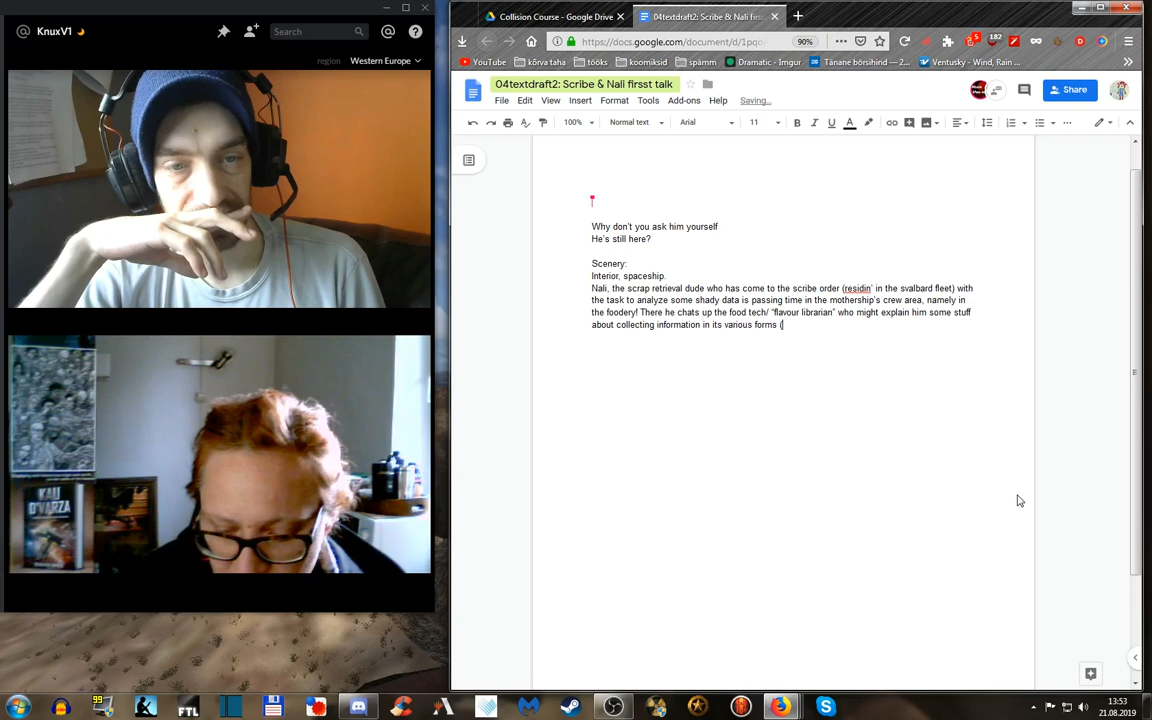 KnuxV1
Search
region
Western Europe
KALI
D'VARZA
Collision Course - Google Drive
04textdraft2: Scribe & Nali firss
https://docs.google.com/document/d/1pqo
90%
5
182
YouTube
kõrva taha
tööks
koomiksid
spämm
Dramatic - Imgur
Tänane börsihind — 2...
Ventusky - Wind, Rain ...
04textdraft2: Scribe & Nali firsst talk
File Edit View Insert Format Tools Add-ons Help Saving...
Share
100% Normal text Arial 11 B I U A
Why don't you ask him yourself
He's still here?
Scenery:
Interior, spaceship.
Nali, the scrap retrieval dude who has come to the scribe order (residin' in the svalbard fleet) with
the task to analyze some shady data is passing time in the mothership's crew area, namely in
the foodery! There he chats up the food tech/ "flavour librarian" who might explain him some stuff
about collecting information in its various forms (
99
FTL
13:53
21.08.2019